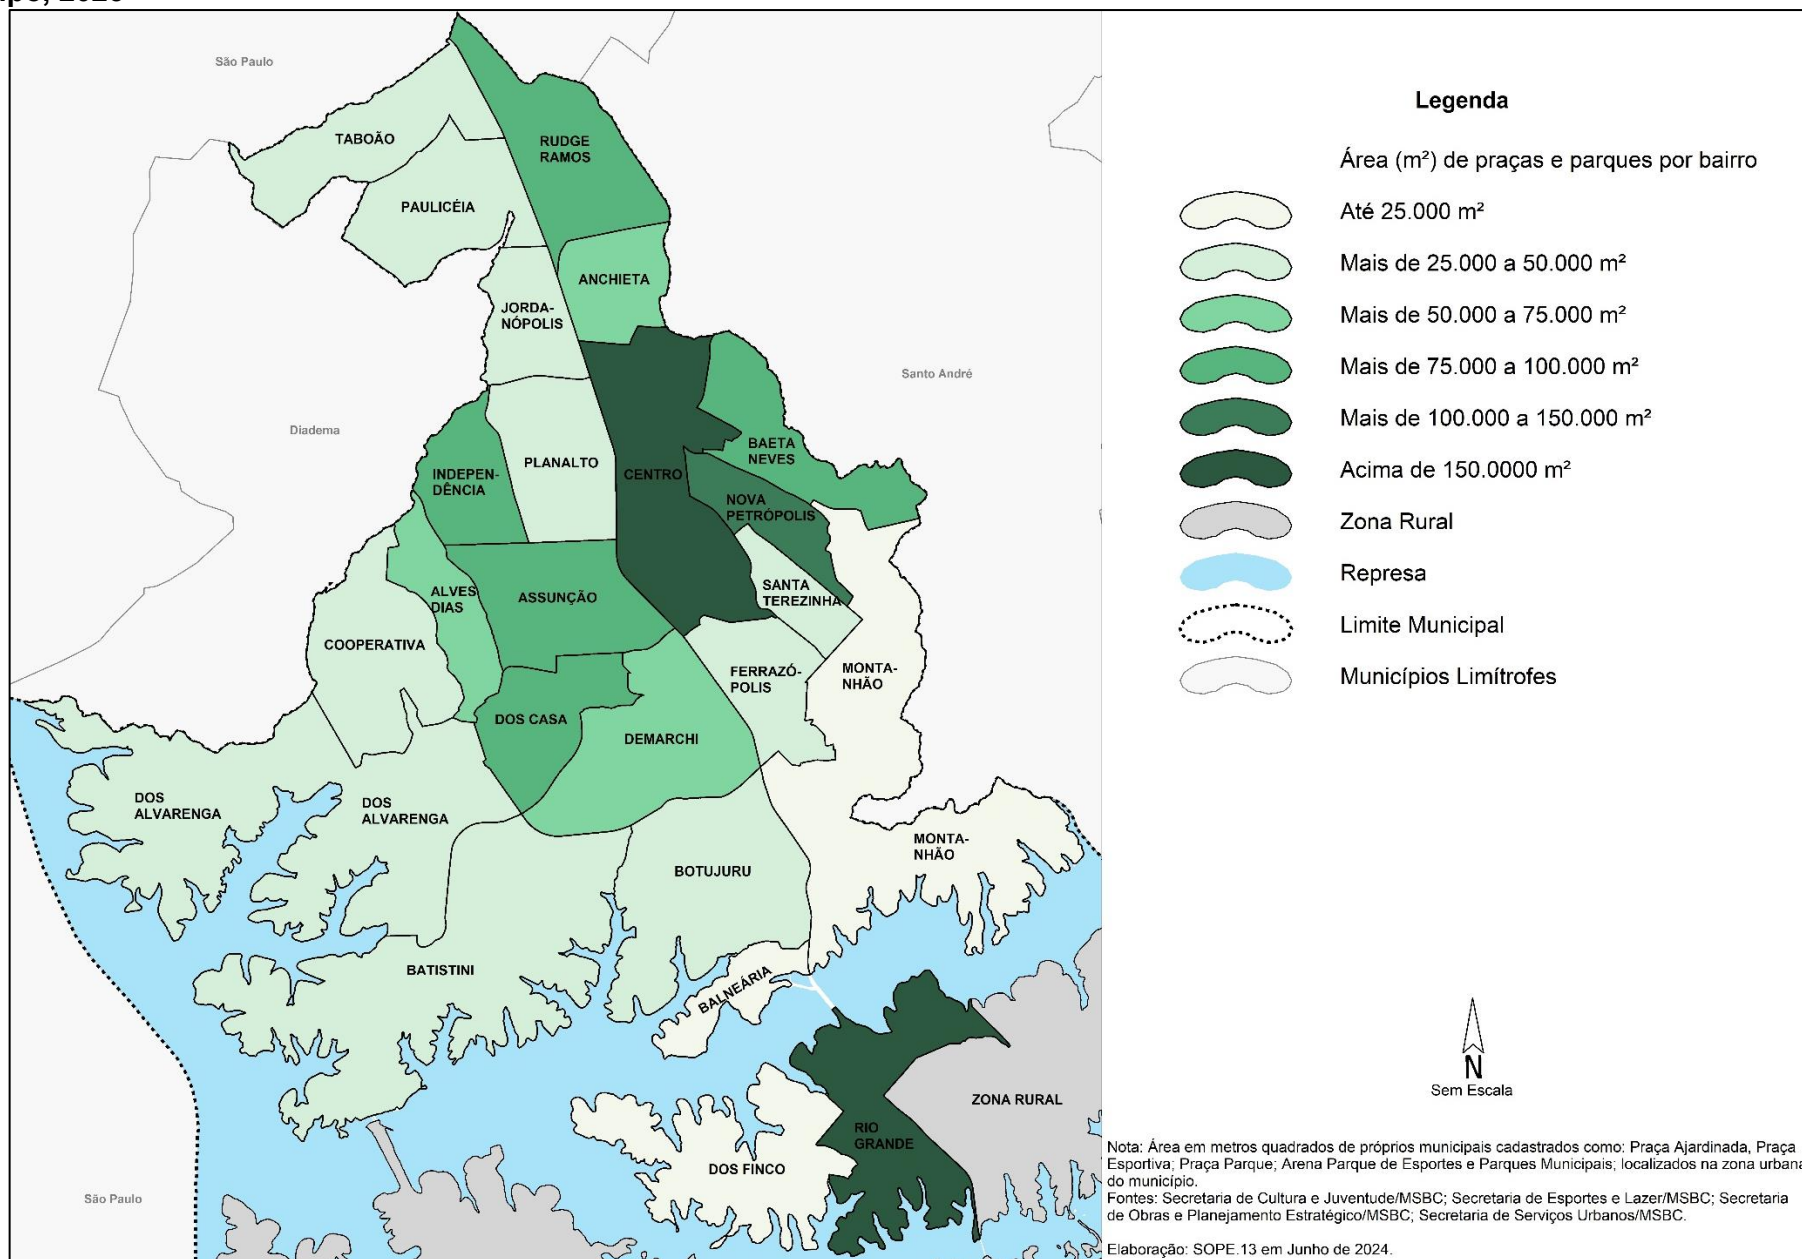 São Paulo
TABOÃO
RUDGE
RAMOS
PAULICÉIA
ANCHIETA
JORDA-
NÓPOLIS
Santo André
Diadema
BAETA
NEVES
PLANALTO
CENTRO
INDEPEN-
DÊNCIA
NOVA
PETRÓPOLIS
ALVES
DIAS
ASSUNÇÃO
SANTA
TEREZINHA
COOPERATIVA
FERRAZÓ-
POLIS
MONTA-
NHÃO
DOS CASA
DEMARCHI
DOS
ALVARENGA
DOS
ALVARENGA
MONTA-
NHÃO
BOTUJURU
BATISTINI
BALNEÁRIA
ZONA RURAL
RIO
GRANDE
DOS FINCO
São Paulo
Legenda
Área (m²) de praças e parques por bairro
Até 25.000 m²
Mais de 25.000 a 50.000 m²
Mais de 50.000 a 75.000 m²
Mais de 75.000 a 100.000 m²
Mais de 100.000 a 150.000 m²
Acima de 150.0000 m²
Zona Rural
Represa
Limite Municipal
Municípios Limítrofes
N
Sem Escala
Nota: Área em metros quadrados de próprios municipais cadastrados como: Praça Ajardinada, Praça
Esportiva; Praça Parque; Arena Parque de Esportes e Parques Municipais; localizados na zona urbana
do município.
Fontes: Secretaria de Cultura e Juventude/MSBC; Secretaria de Esportes e Lazer/MSBC; Secretaria
de Obras e Planejamento Estratégico/MSBC; Secretaria de Serviços Urbanos/MSBC.
Elaboração: SOPE.13 em Junho de 2024.